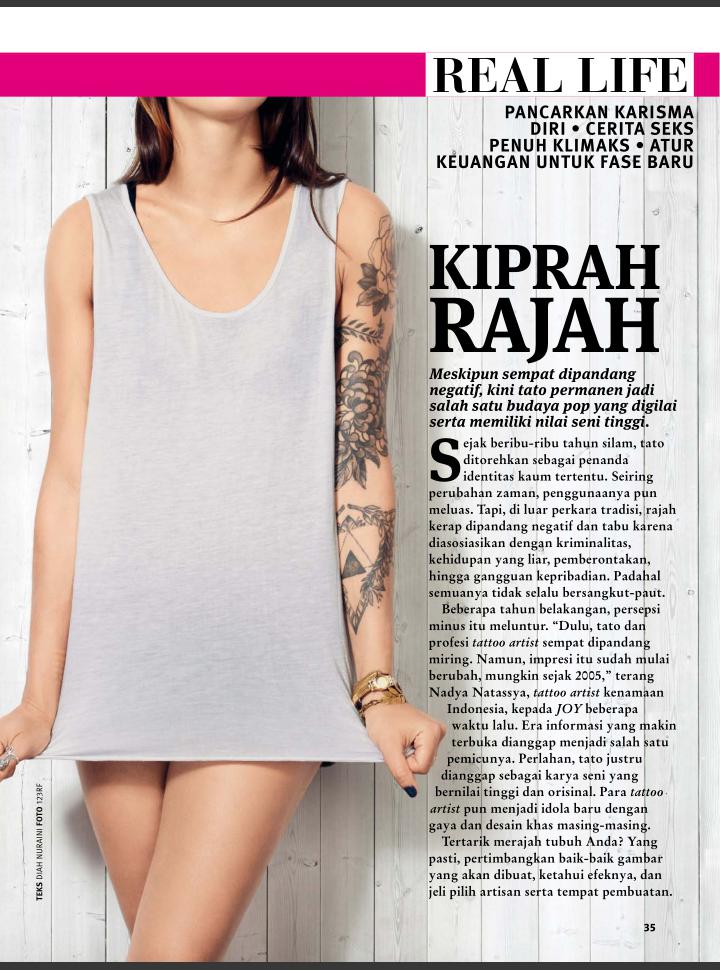 REAL LIFE
PANCARKAN KARISMA
DIRI • CERITA SEKS
PENUH KLIMAKS • ATUR
KEUANGAN UNTUK FASE BARU
KIPRAH
RAJAH
Meskipun sempat dipandang
negatif, kini tato permanen jadi
salah satu budaya pop yang digilai
serta memiliki nilai seni tinggi.
Sejak beribu-ribu tahun silam, tato
ditorehkan sebagai penanda
identitas kaum tertentu. Seiring
perubahan zaman, penggunaanya pun
meluas. Tapi, di luar perkara tradisi, rajah
kerap dipandang negatif dan tabu karena
diasosiasikan dengan kriminalitas,
kehidupan yang liar, pemberontakan,
hingga gangguan kepribadian. Padahal
semuanya tidak selalu bersangkut-paut.
Beberapa tahun belakangan, persepsi
minus itu meluntur. “Dulu, tato dan
profesi tattoo artist sempat dipandang
miring. Namun, impresi itu sudah mulai
berubah, mungkin sejak 2005,” terang
Nadya Natassya, tattoo artist kenamaan
Indonesia, kepada JOY beberapa
waktu lalu. Era informasi yang makin
terbuka dianggap menjadi salah satu
pemicunya. Perlahan, tato justru
dianggap sebagai karya seni yang
bernilai tinggi dan orisinal. Para tattoo
artist pun menjadi idola baru dengan
gaya dan desain khas masing-masing.
Tertarik merajah tubuh Anda? Yang
pasti, pertimbangkan baik-baik gambar
yang akan dibuat, ketahui efeknya, dan
jeli pilih artisan serta tempat pembuatan.
TEKS DIAH NURAINI FOTO 123RF
35